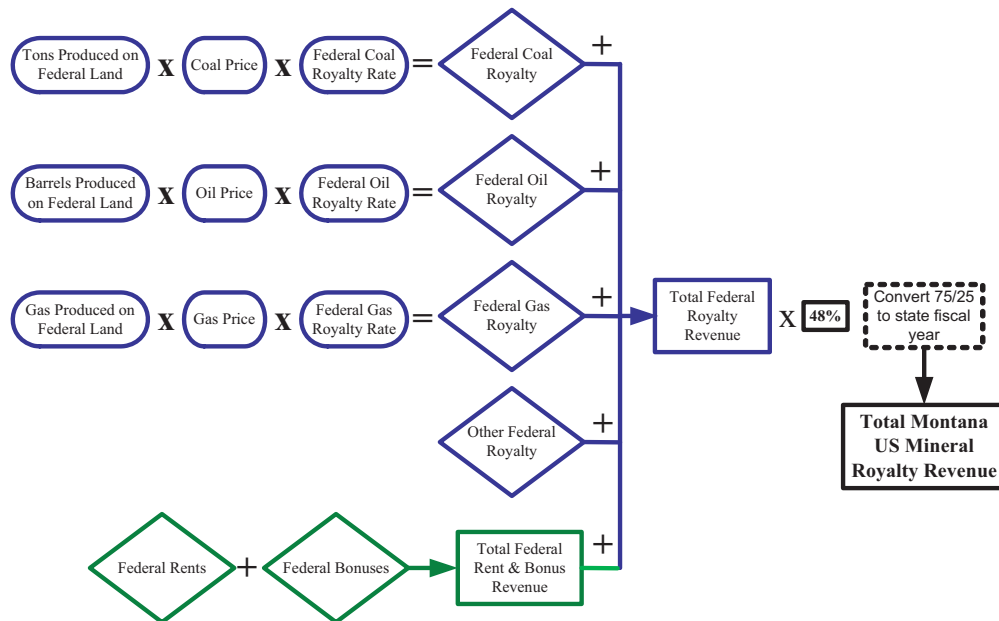 Tons Produced on
Federal Land
x
Coal Price
x
Federal Coal
Royalty Rate
=
Federal Coal
Royalty
+
Barrels Produced
on Federal Land
x
Oil Price
x
Federal Oil
Royalty Rate
=
Federal Oil
Royalty
+
Gas Produced on
Federal Land
x
Gas Price
x
Federal Gas
Royalty Rate
=
Federal Gas
Royalty
+
Total Federal
Royalty
Revenue
X
48%
Convert 75/25
to state fiscal
year
Total Montana
US Mineral
Royalty Revenue
Other Federal
Royalty
+
Federal Rents
+
Federal Bonuses
Total Federal
Rent & Bonus
Revenue
+